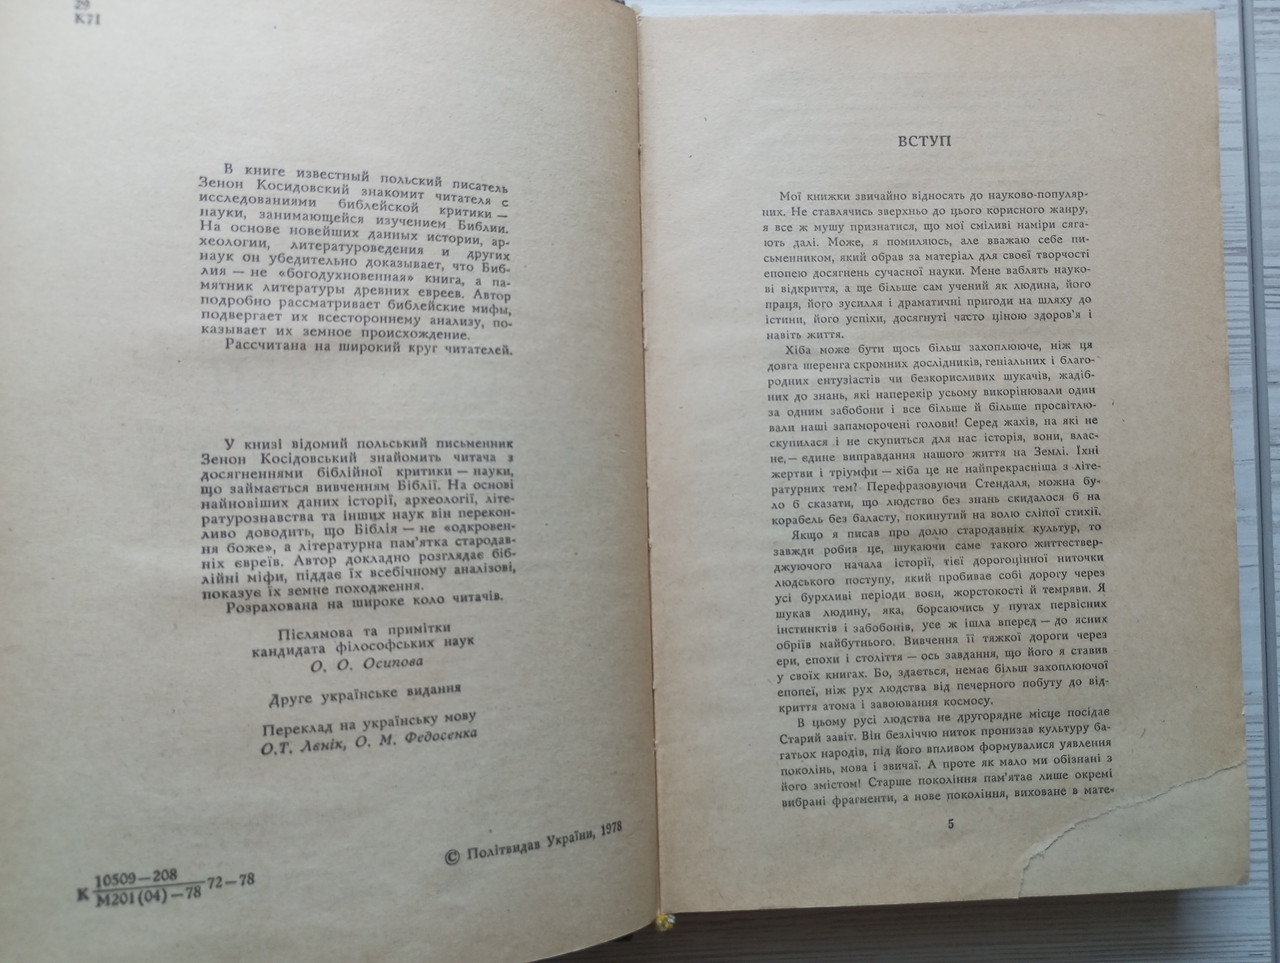 29
К71
В книге известный польский писатель
Зенон Косидовский знакомит читателя с
исследованиями библейской критики —
науки, занимающейся изучением Библии.
На основе новейших данных истории, ар-
хеологии, литературоведения и других
наук он убедительно доказывает, что Биб-
лия — не «богодухновенная» книга, а па-
мятник литературы древних евреев. Автор
подробно рассматривает библейские мифы,
подвергает их всестороннему анализу, по-
казывает их земное происхождение.
Рассчитана на широкий круг читателей.
У книзі відомий польський письменник
Зенон Косідовський знайомить читача з
досягненнями біблійної критики — науки,
що займається вивченням Біблії. На основі
найновіших даних історії, археології, літе-
ратурознавства та інших наук він перекон-
ливо доводить, що Біблія — не «одкровен-
ня боже», а літературна пам'ятка стародав-
ніх євреїв. Автор докладно розглядає біб-
лійні міфи, піддає їх всебічному аналізові,
показує їх земне походження.
Розрахована на широке коло читачів.
Післямова та примітки
кандидата філософських наук
О. О. Осипова
Друге українське видання
Переклад на українську мову
О.Т. Лєніх, О. М. Федосенка
© Політвидав України, 1978
К 10509—208
М201(04)—78 72—78
ВСТУП
Мої книжки звичайно відносять до науково-популяр-
них. Не ставлячись зверхньо до цього корисного жанру,
я все ж мушу признатися, що мої сміливі наміри сяга-
ють далі. Може, я помиляюсь, але вважаю себе пи-
сьменником, який обрав за матеріал для своєї творчості
епопею досягнень сучасної науки. Мене ваблять науко-
ві відкриття, а ще більше сам учений як людина, його
праця, його зусилля і драматичні пригоди на шляху до
істини, його успіхи, досягнуті часто ціною здоров'я і
навіть життя.
Хіба може бути щось більш захоплююче, ніж ця
довга шеренга скромних дослідників, геніальних і благо-
родних ентузіастів чи безкорисливих шукачів, жадіб-
них до знань, які наперекір усьому викорінювали один
за одним забобони і все більше й більше просвітлю-
вали наші запаморочені голови! Серед жахів, на які не
скупилася і не скупиться для нас історія, вони, влас-
не,— єдине виправдання нашого життя на Землі. Їхні
жертви і тріумфи — хіба це не найпрекрасніша з літе-
ратурних тем? Перефразовуючи Стендаля, можна бу-
ло б сказати, що людство без знань скидалося б на
корабель без баласту, покинутий на волю сліпої стихії.
Якщо я писав про долю стародавніх культур, то
завжди робив це, шукаючи саме такого життєствер-
джуючого начала історії, тієї дорогоцінної ниточки
людського поступу, який пробиває собі дорогу через
усі бурхливі періоди воєн, жорстокості й темряви. Я
шукав людину, яка, борсаючись у путах первісних
інстинктів і забобонів, усе ж ішла вперед — до ясних
обріїв майбутнього. Вивчення її тяжкої дороги через
ери, епохи і століття — ось завдання, що його я ставив
у своїх книгах. Бо, здається, немає більш захоплюючої
епопеї, ніж рух людства від печерного побуту до від-
криття атома і завоювання космосу.
В цьому русі людства не другорядне місце посідає
Старий завіт. Він безліччю ниток пронизав культуру ба-
гатьох народів, під його впливом формувалися уявлення
поколінь, мова і звичаї. А проте як мало ми обізнані з
його змістом! Старше покоління пам'ятає лише окремі
вибрані фрагменти, а нове покоління, виховане в мате-
5